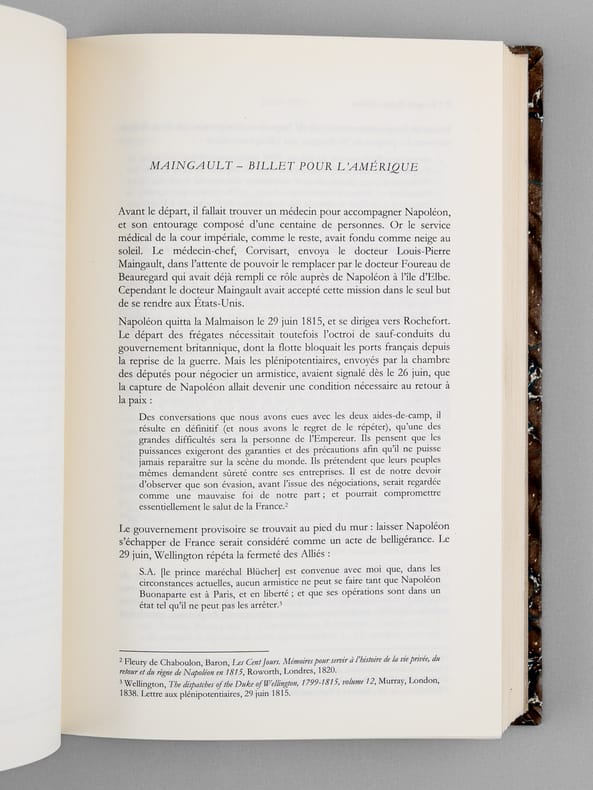 MAINGAULT – BILLET POUR L'AMÉRIQUE
Avant le départ, il fallait trouver un médecin pour accompagner Napoléon,
et son entourage composé d'une centaine de personnes. Or le service
médical de la cour impériale, comme le reste, avait fondu comme neige au
soleil. Le médecin-chef, Corvisart, envoya le docteur Louis-Pierre
Maingault, dans l'attente de pouvoir le remplacer par le docteur Foureau de
Beauregard qui avait déjà rempli ce rôle auprès de Napoléon à l'île d'Elbe.
Cependant le docteur Maingault avait accepté cette mission dans le seul but
de se rendre aux États-Unis.
Napoléon quitta la Malmaison le 29 juin 1815, et se dirigea vers Rochefort.
Le départ des frégates nécessitait toutefois l'octroi de sauf-conduits du
gouvernement britannique, dont la flotte bloquait les ports français depuis
la reprise de la guerre. Mais les plénipotentiaires, envoyés par la chambre
des députés pour négocier un armistice, avaient signalé dès le 26 juin, que
la capture de Napoléon allait devenir une condition nécessaire au retour à
la paix :
Des conversations que nous avons eues avec les deux aides-de-camp, il
résulte en définitif (et nous avons le regret de le répéter), qu'une des
grandes difficultés sera la personne de l'Empereur. Ils pensent que les
puissances exigeront des garanties et des précautions afin qu'il ne puisse
jamais reparaître sur la scène du monde. Ils prétendent que leurs peuples
mêmes demandent sûreté contre ses entreprises. Il est de notre devoir
d'observer que son évasion, avant l'issue des négociations, serait regardée
comme une mauvaise foi de notre part ; et pourrait compromettre
essentiellement le salut de la France.²
Le gouvernement provisoire se trouvait au pied du mur : laisser Napoléon
s'échapper de France serait considéré comme un acte de belligérance. Le
29 juin, Wellington répéta la fermeté des Alliés :
S.A. [le prince maréchal Blücher] est convenue avec moi que, dans les
circonstances actuelles, aucun armistice ne peut se faire tant que Napoléon
Buonaparte est à Paris, et en liberté ; et que ses opérations sont dans un
état tel qu'il ne peut pas les arrêter.³
² Fleury de Chaboulon, Baron, Les Cent Jours. Mémoires pour servir à l'histoire de la vie privée, du
retour et du règne de Napoléon en 1815, Roworth, Londres, 1820.
³ Wellington, The dispatches of the Duke of Wellington, 1799-1815, volume 12, Murray, London,
1838. Lettre aux plénipotentiaires, 29 juin 1815.